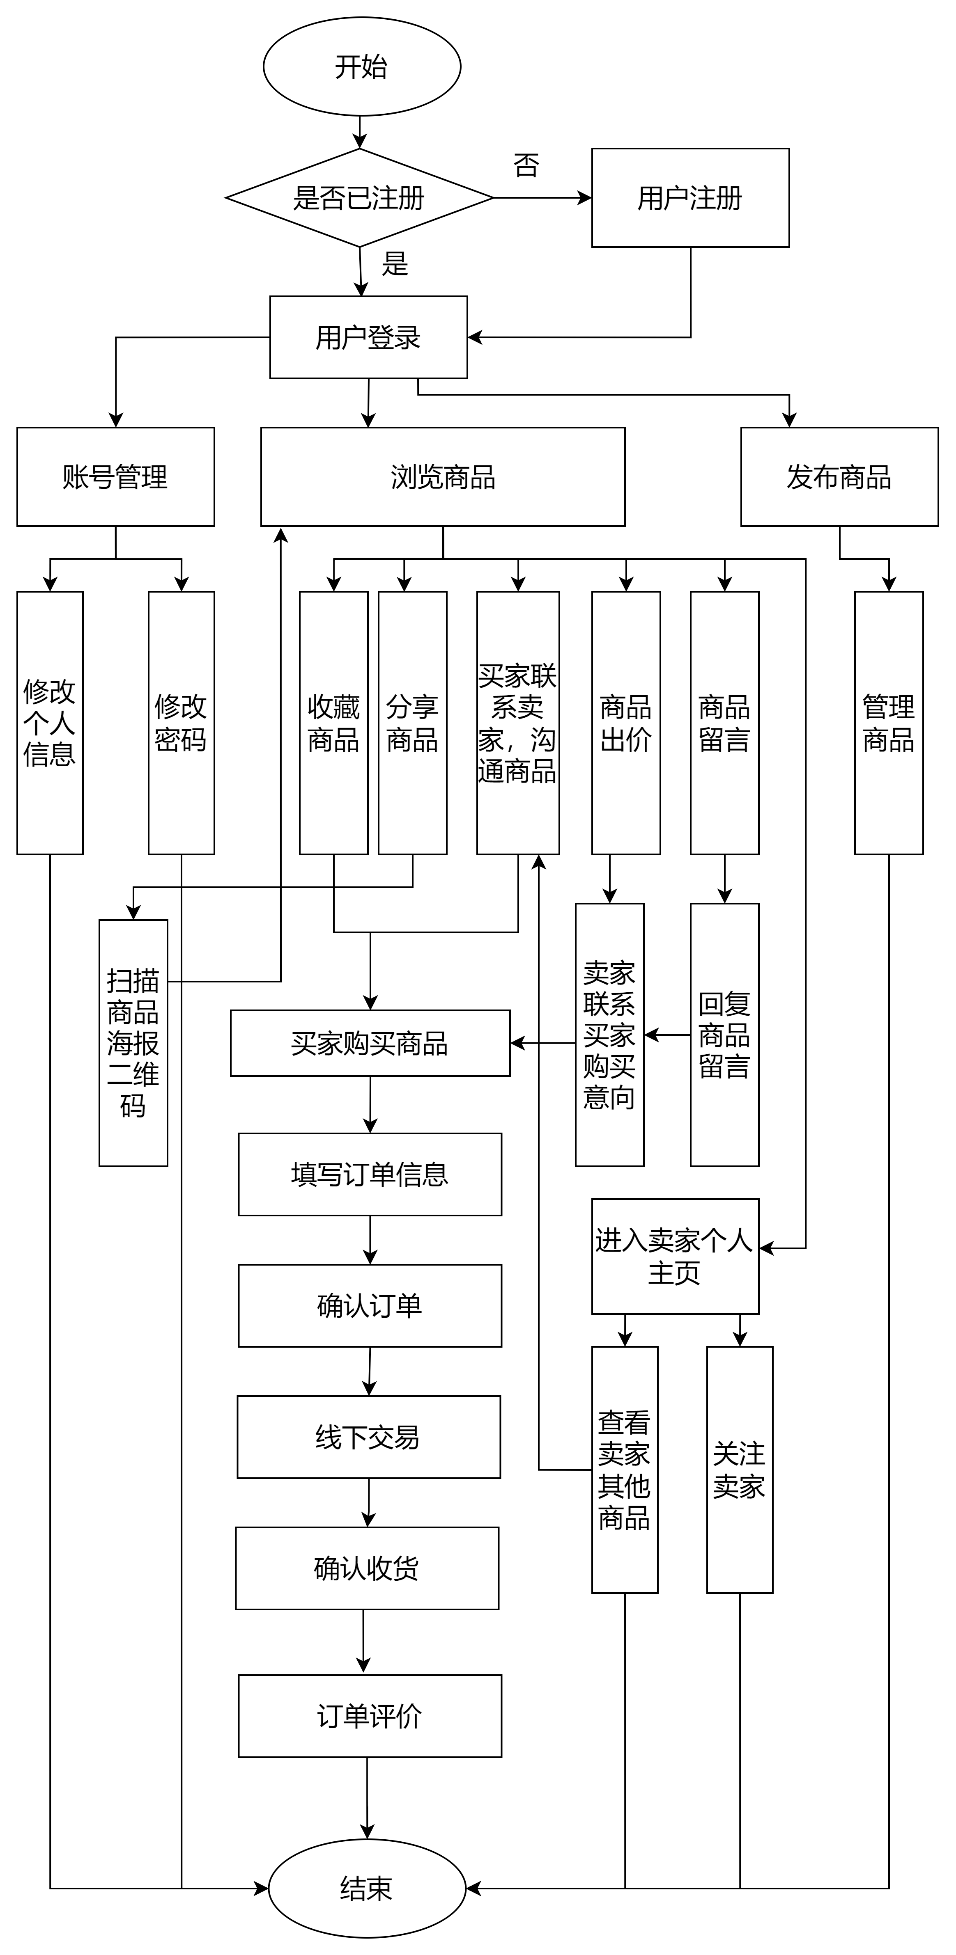 开始
是否已注册
否
用户注册
是
用户登录
账号管理
浏览商品
发布商品
修改
个人
信息
修改
密码
收藏
商品
分享
商品
买家联
系卖
家，沟
通商品
商品
出价
商品
留言
管理
商品
扫描
商品
海报
二维
码
卖家
联系
买家
购买
意向
回复
商品
留言
买家购买商品
填写订单信息
进入卖家个人
主页
确认订单
线下交易
查看
卖家
其他
商品
关注
卖家
确认收货
订单评价
结束